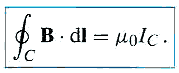 ∮_C B · dl = μ₀I_C .